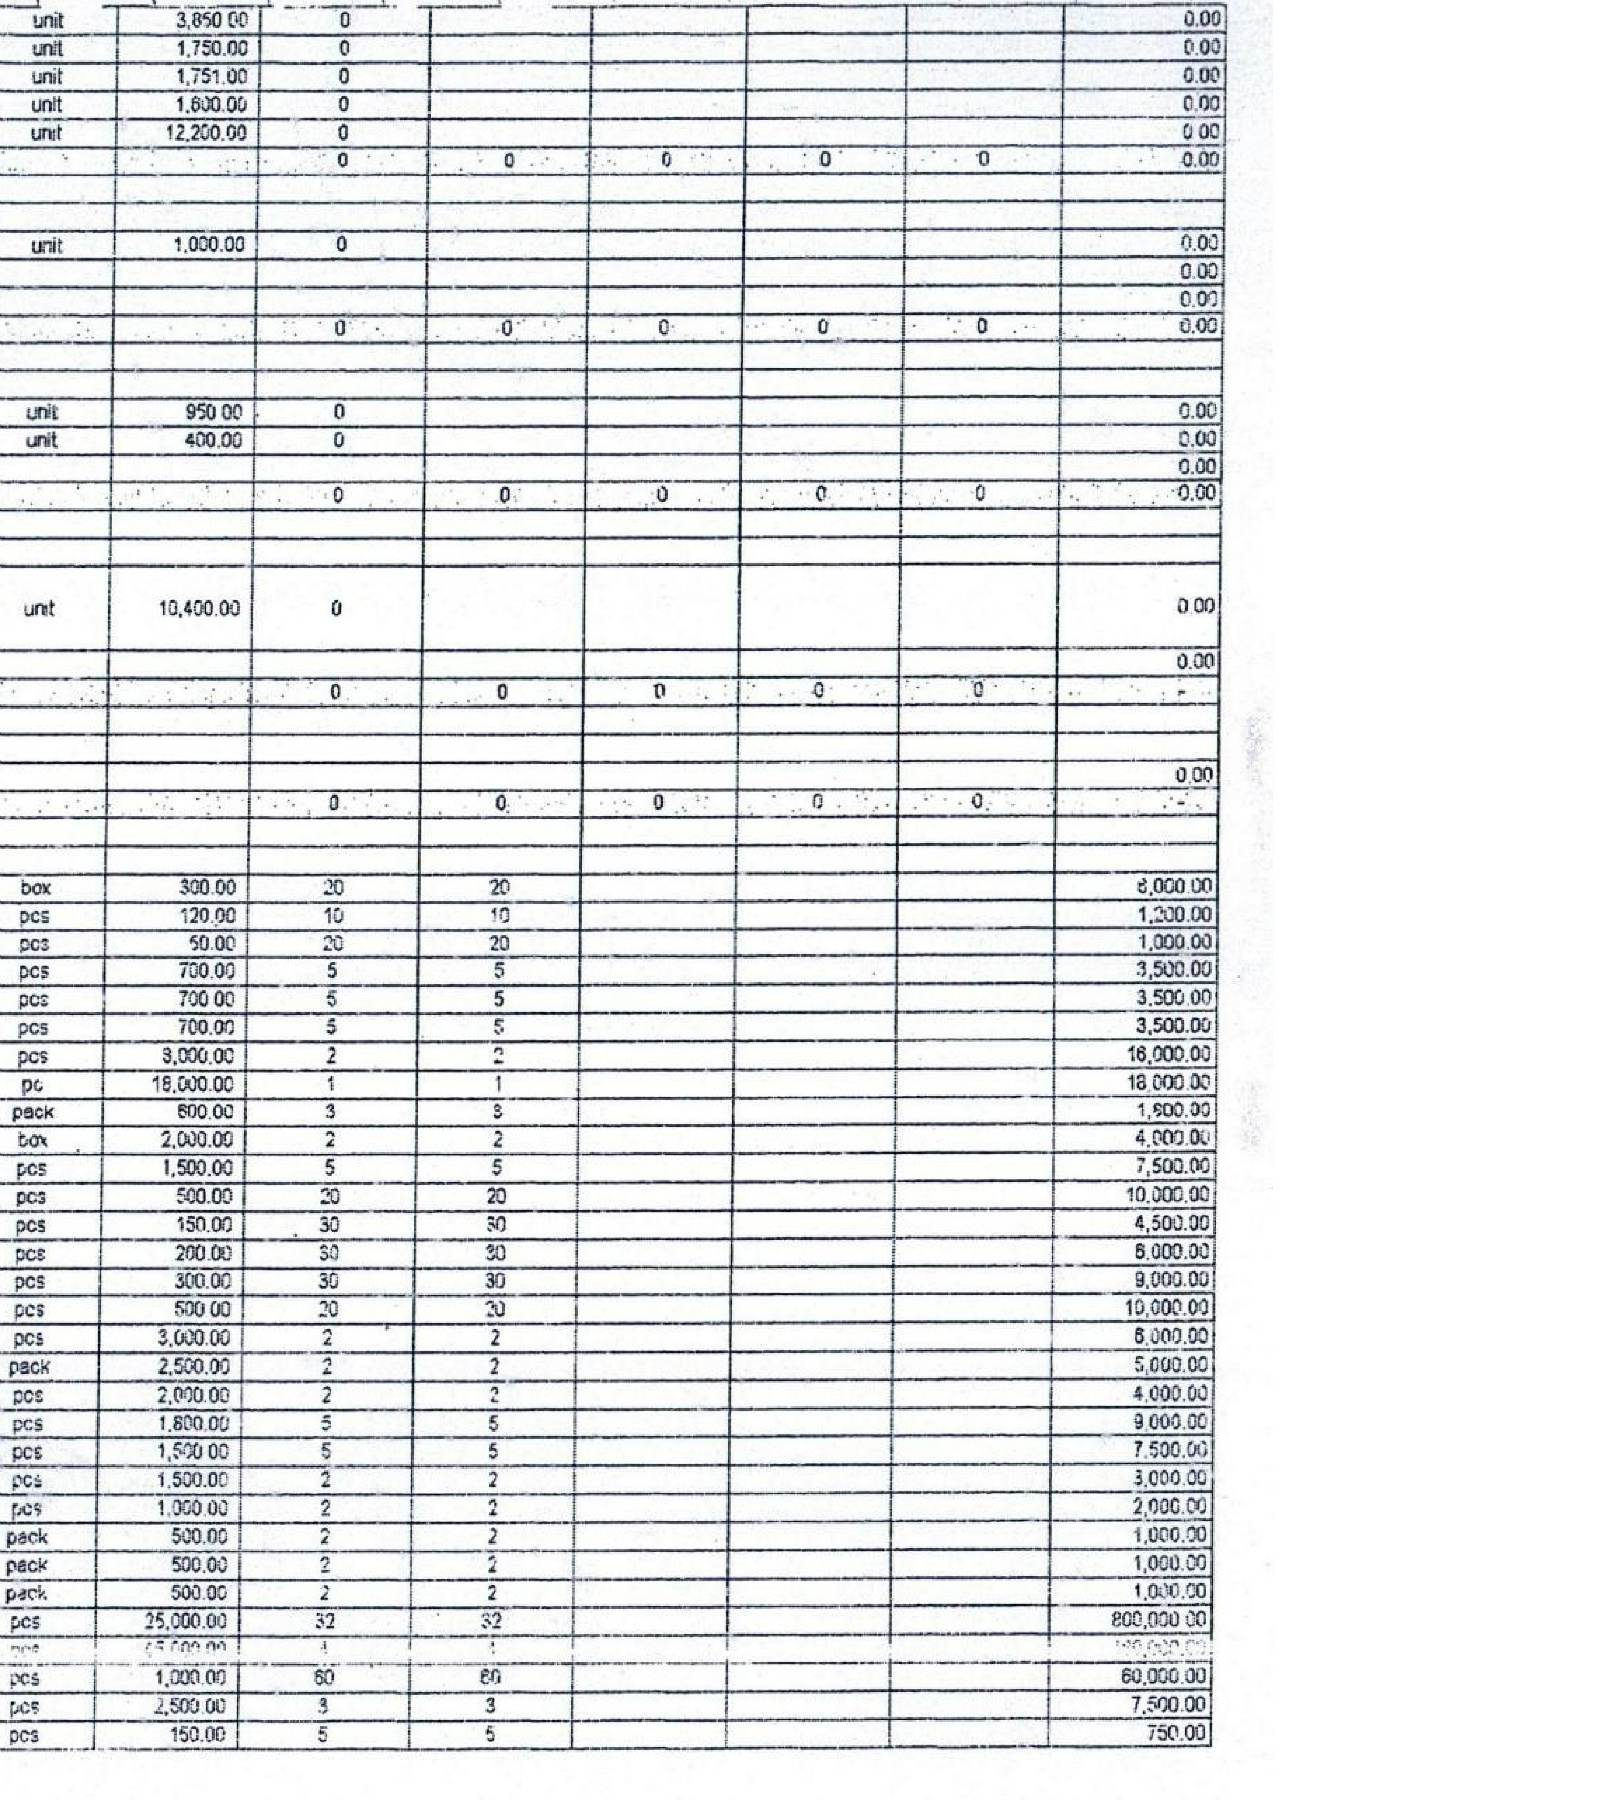 unit 3,850 00 0 0.00
unit 1,750.00 0 0.00
unit 1,751.00 0 0.00
unit 1,600.00 0 0.00
unit 12,200.00 0 0 00
0 0 0 0 0 0.00
unit 1,000.00 0 0.00
0.00
0.00
0 0 0 0 0 0.00
unit 950 00 0 0.00
unit 400.00 0 0.00
0.00
0 0 0 0 0 0.00
unit 10,400.00 0 0.00
0.00
0 0 0 0 0 -
0.00
0 0 0 0 0 -
box 300.00 20 20 6,000.00
pcs 120.00 10 10 1,200.00
pcs 50.00 20 20 1,000.00
pcs 700.00 5 5 3,500.00
pcs 700 00 5 5 3,500.00
pcs 700.00 5 5 3,500.00
pcs 2 2 16,000.00
pc 18,000.00 1 1 18,000.00
pack 600.00 3 3 1,800.00
box 2,000.00 2 2 4,000.00
pcs 1,500.00 5 5 7,500.00
pcs 500.00 20 20 10,000.00
pcs 150.00 30 30 4,500.00
pcs 200.00 30 30 6,000.00
pcs 300.00 30 30 9,000.00
pcs 500 00 20 20 10,000.00
pcs 3,000.00 2 2 6,000.00
pack 2,500.00 2 2 5,000.00
pcs 2,000.00 2 2 4,000.00
pcs 1,800.00 5 5 9,000.00
pcs 1,500 00 5 5 7,500.00
pcs 1,500.00 2 2 3,000.00
pcs 1,000.00 2 2 2,000.00
pack 500.00 2 2 1,000.00
pack 500.00 2 2 1,000.00
pack 500.00 2 2 1,000.00
pcs 25,000.00 32 32 800,000 00
pcs
pcs 1,000.00 60 60 60,000.00
pcs 2,500.00 3 3 7,500.00
pcs 150.00 5 5 750.00